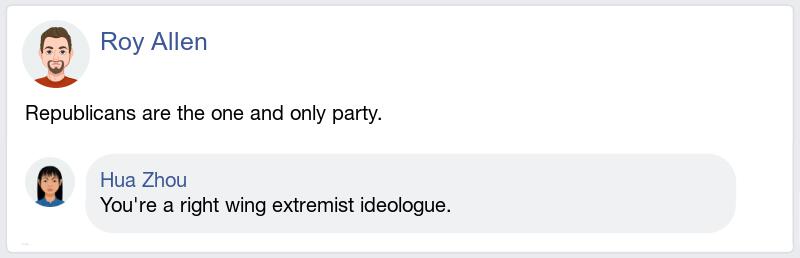 Roy Allen
Republicans are the one and only party.
Hua Zhou
You're a right wing extremist ideologue.